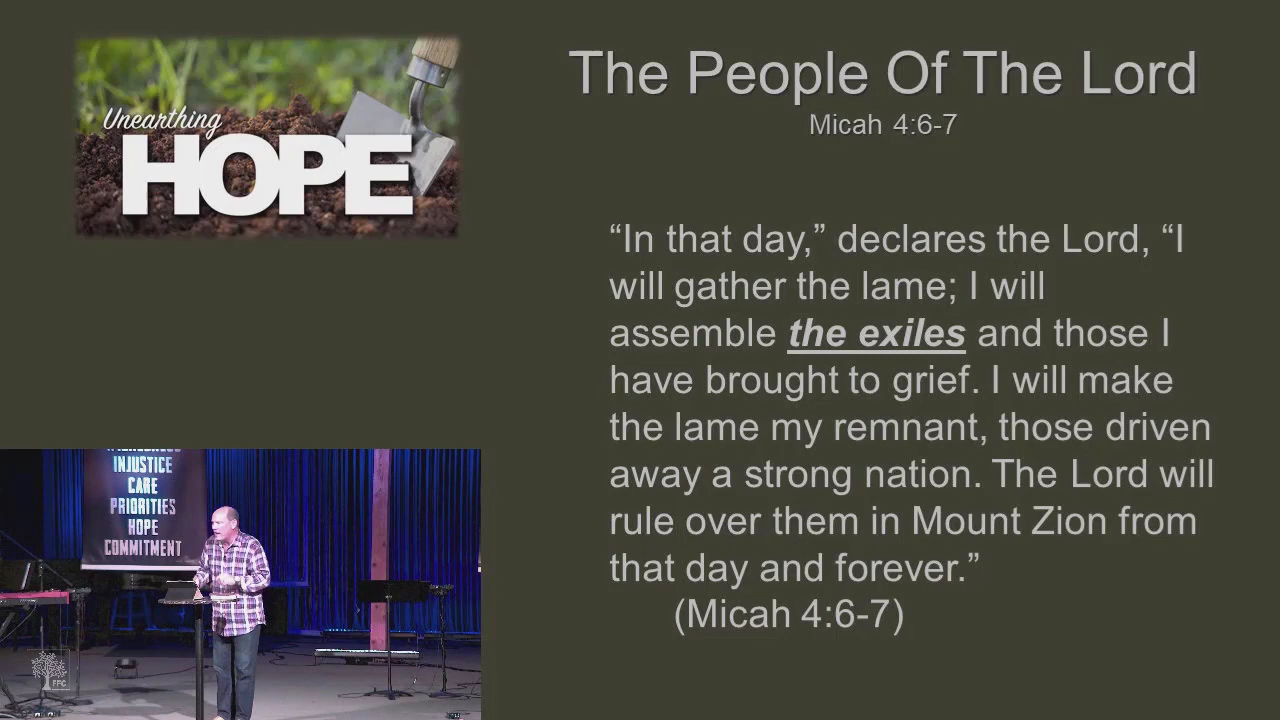 Unearthing
HOPE
The People Of The Lord
Micah 4:6-7
“In that day,” declares the Lord, “I
will gather the lame; I will
assemble the exiles and those I
have brought to grief. I will make
the lame my remnant, those driven
away a strong nation. The Lord will
rule over them in Mount Zion from
that day and forever.”
(Micah 4:6-7)
INJUSTICE
CARE
PRIORITIES
HOPE
COMMITMENT
FFC